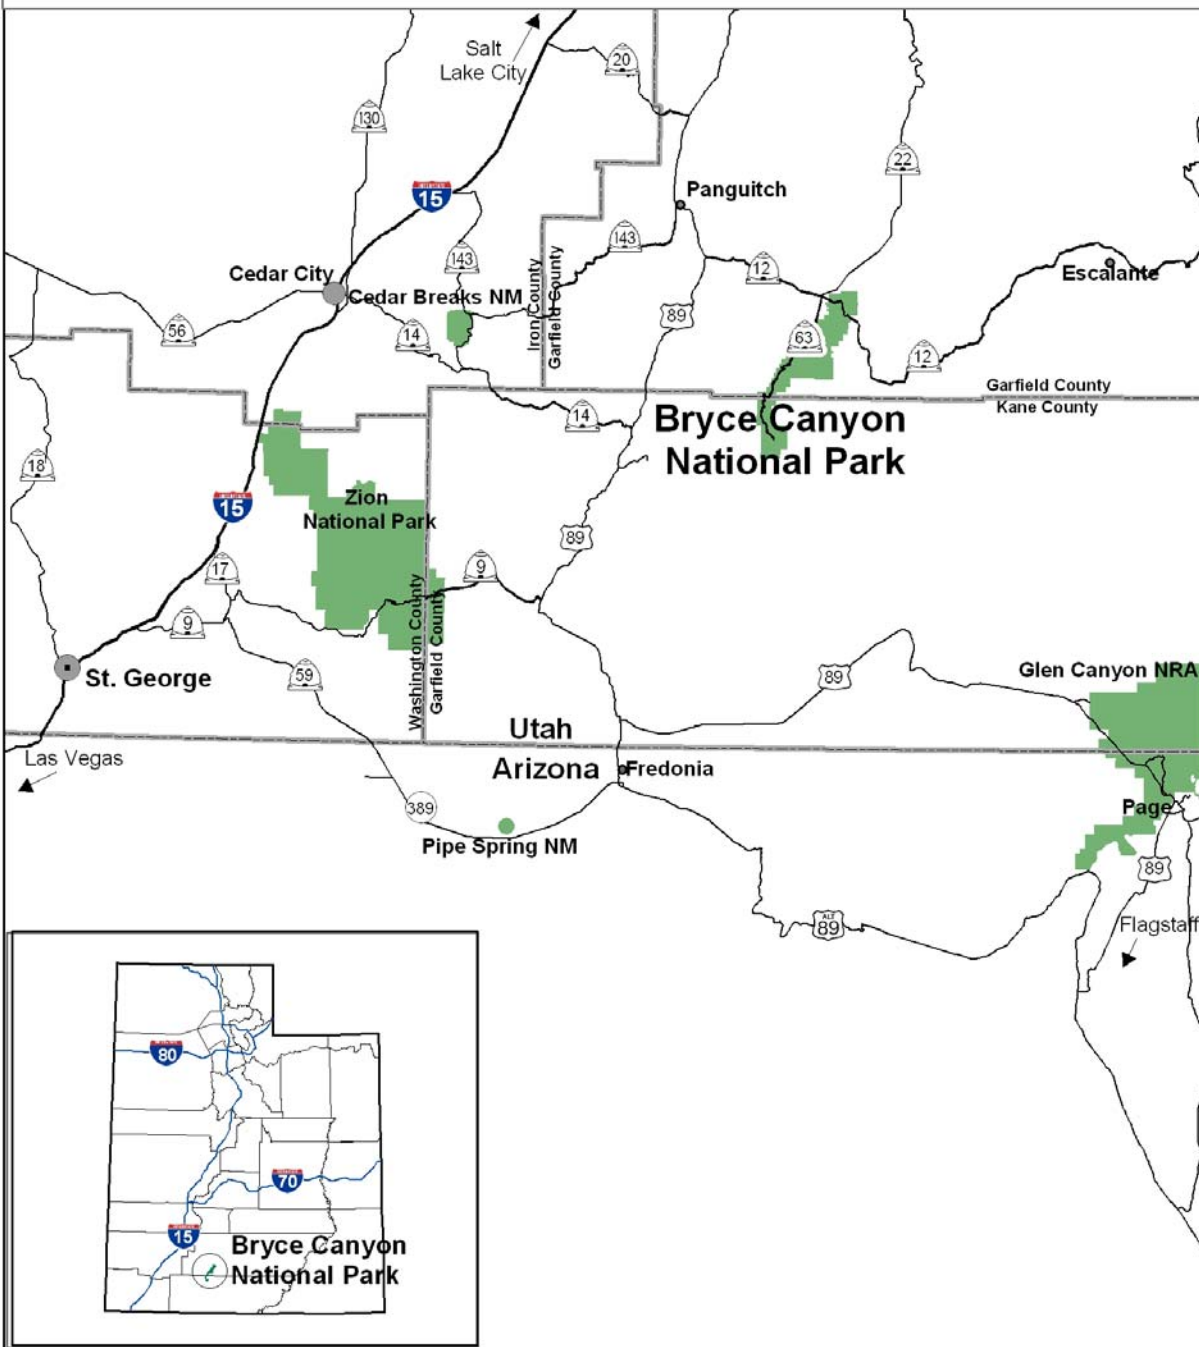 Salt
Lake City
20
130
22
15
Panguitch
143
143
12
Cedar City
Cedar Breaks NM
Iron County
Garfield County
Escalante
89
56
14
63
12
Garfield County
Kane County
14
Bryce Canyon
National Park
18
15
Zion
National Park
89
17
9
9
Washington County
Garfield County
59
St. George
89
Glen Canyon NRA
Utah
Las Vegas
Arizona
Fredonia
389
Page
Pipe Spring NM
89
ALT
89
Flagstaff
80
70
15
Bryce Canyon
National Park